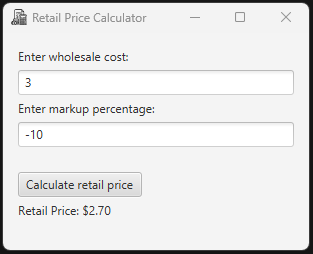 Retail Price Calculator
Enter wholesale cost:
3
Enter markup percentage:
-10
Calculate retail price
Retail Price: $2.70